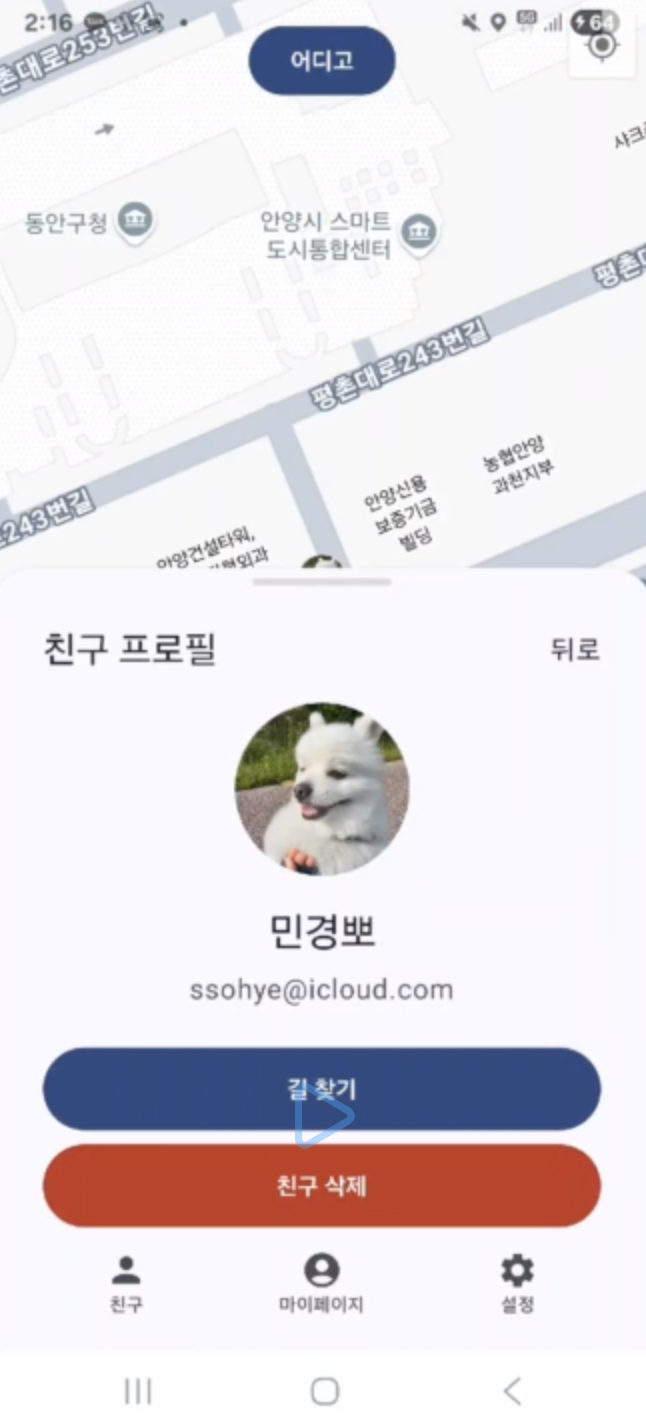 2:16
5G
64
촌대로253번길
어디고
샤크
동안구청
안양시 스마트
도시통합센터
평촌대
평촌대로243번길
농협안양
과천지부
안양신용
보증기금
빌딩
243번길
안양건설타워,
친구 프로필
뒤로
민경뽀
ssohye@icloud.com
길 찾기
친구 삭제
친구
마이페이지
설정